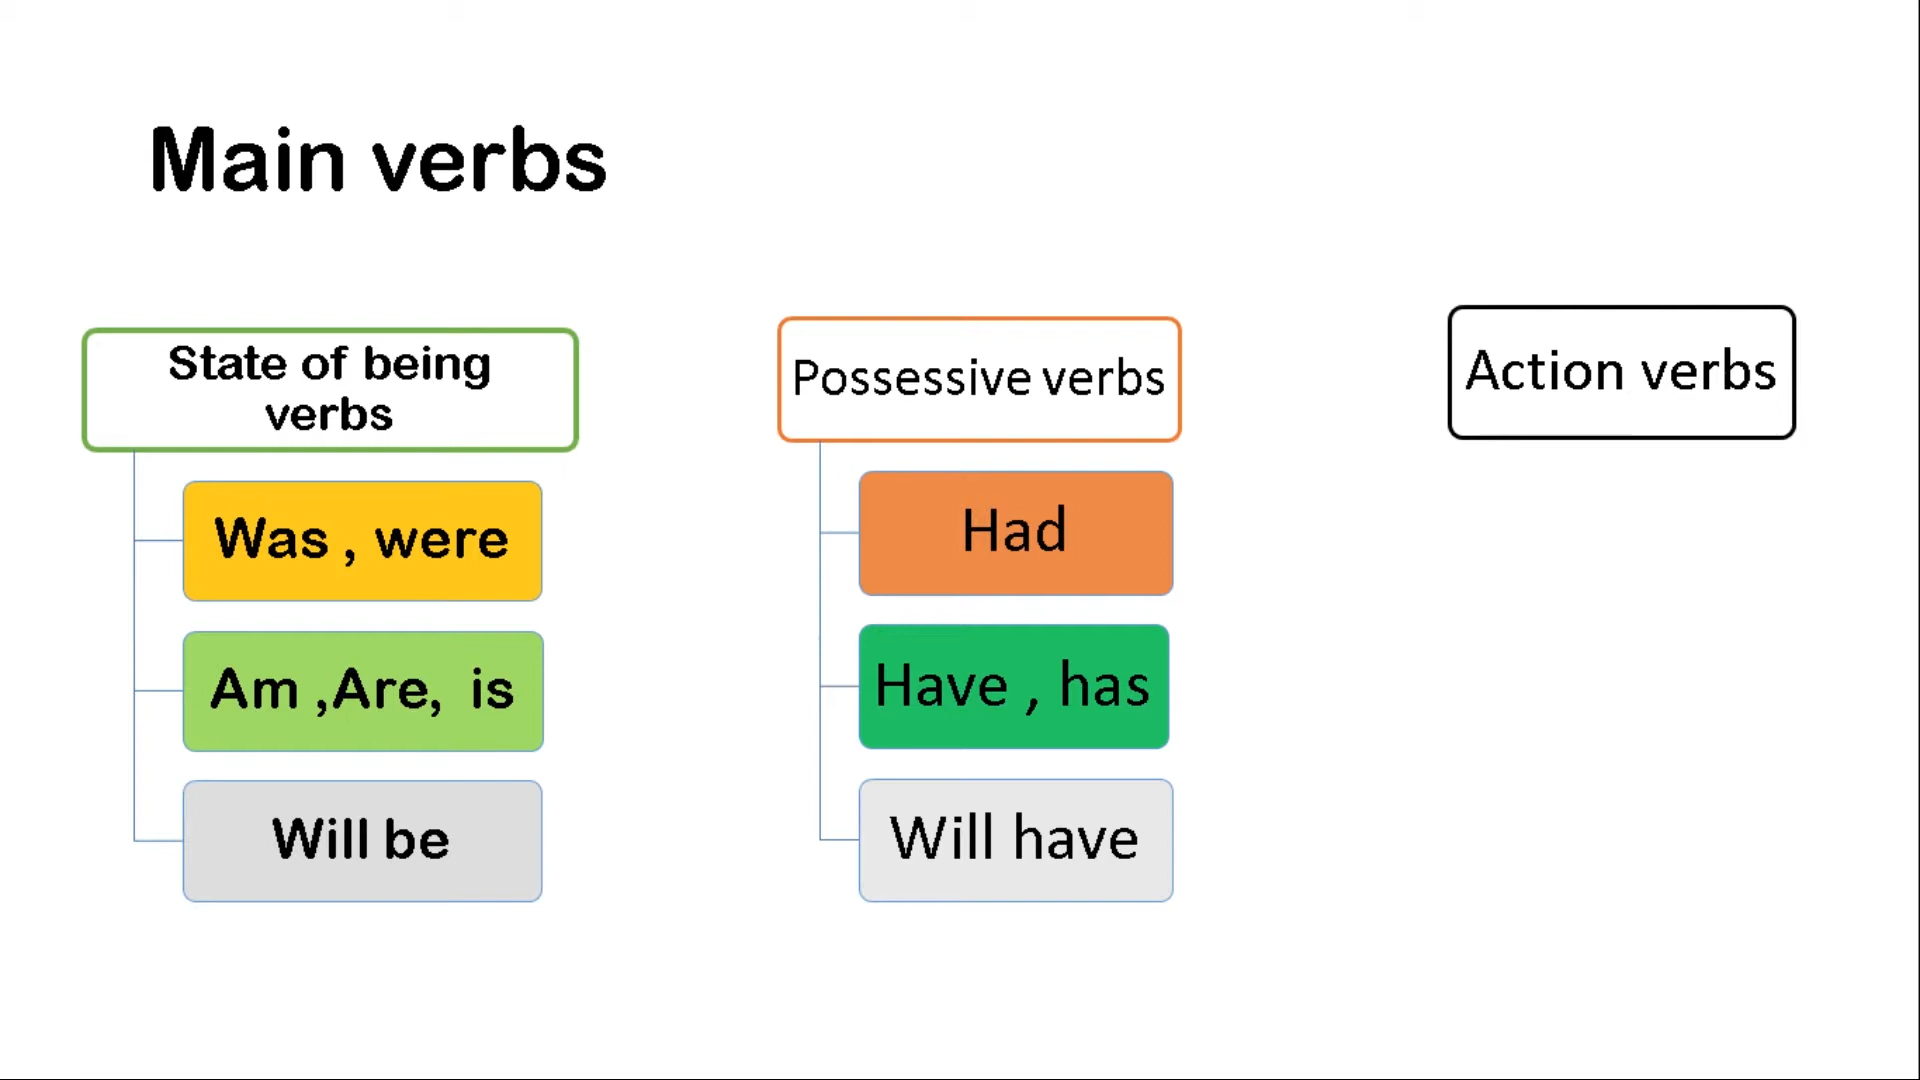 Main verbs
State of being
verbs
Was , were
Am ,Are, is
Will be
Possessive verbs
Had
Have , has
Will have
Action verbs